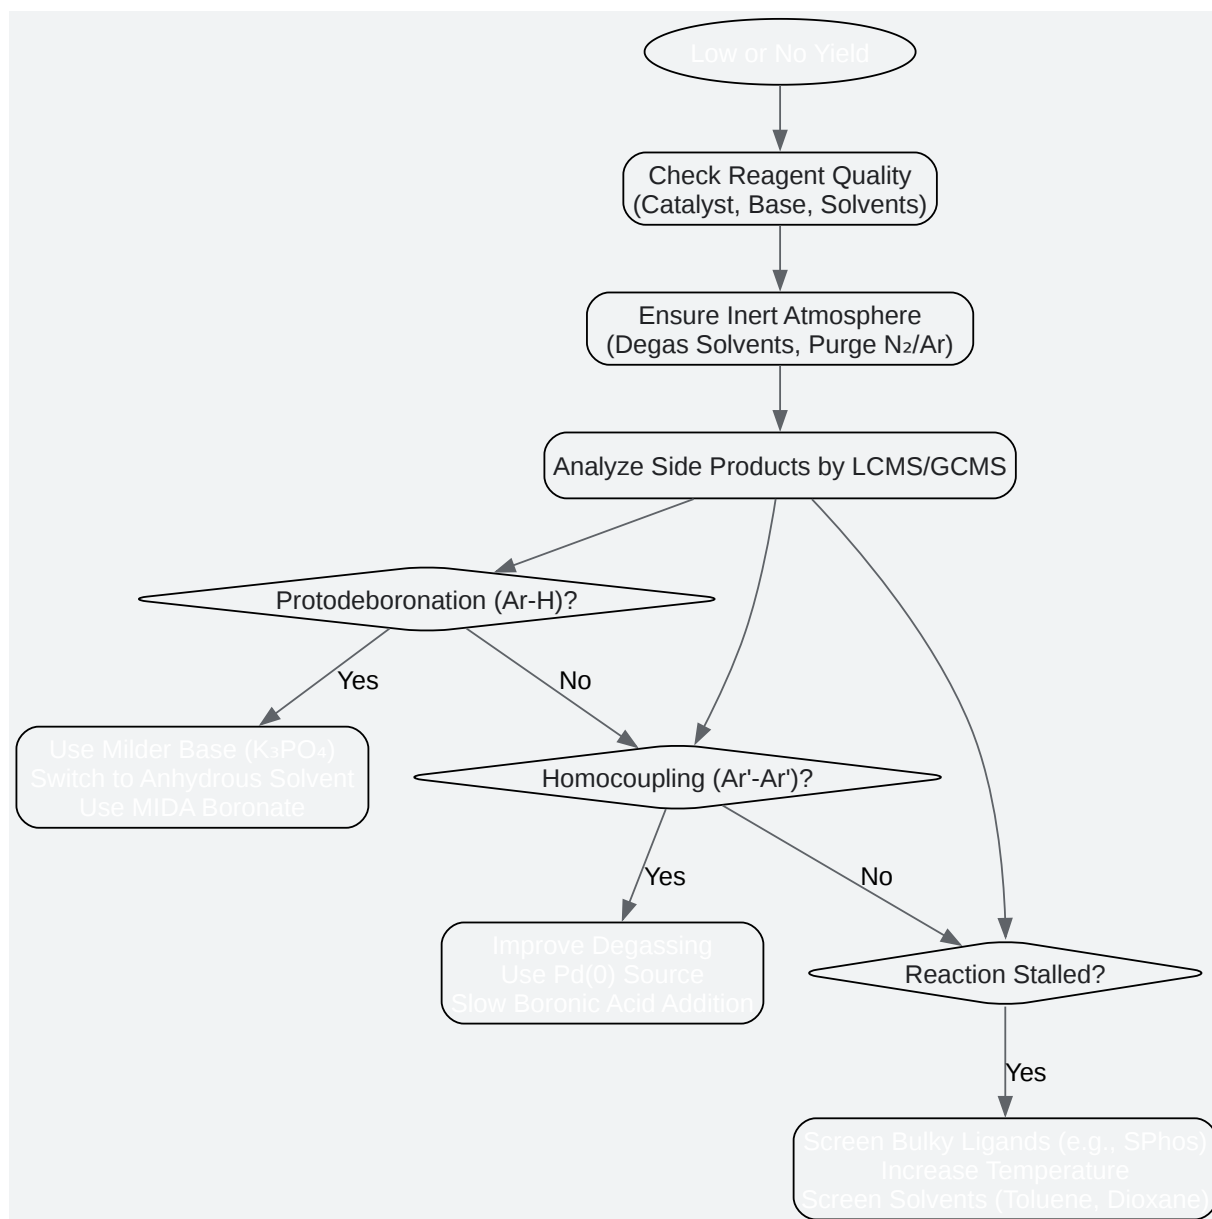 Low or No Yield
Check Reagent Quality
(Catalyst, Base, Solvents)
Ensure Inert Atmosphere
(Degas Solvents, Purge N₂/Ar)
Analyze Side Products by LCMS/GCMS
Protodeboronation (Ar-H)?
Yes
No
Use Milder Base (K₃PO₄)
Switch to Anhydrous Solvent
Use MIDA Boronate
Homocoupling (Ar'-Ar')?
Yes
No
Improve Degassing
Use Pd(0) Source
Slow Boronic Acid Addition
Reaction Stalled?
Yes
Screen Bulky Ligands (e.g., SPhos)
Increase Temperature
Screen Solvents (Toluene, Dioxane)